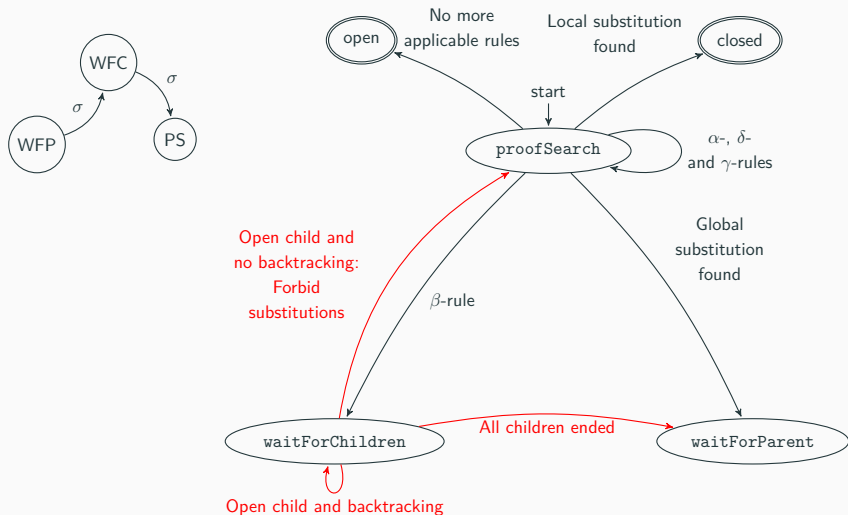 WFC
σ
σ
WFP
PS
open
No more
applicable rules
Local substitution
found
closed
start
proofSearch
α-, δ-
and γ-rules
Open child and
no backtracking:
Forbid
substitutions
β-rule
Global
substitution
found
waitForChildren
All children ended
waitForParent
Open child and backtracking